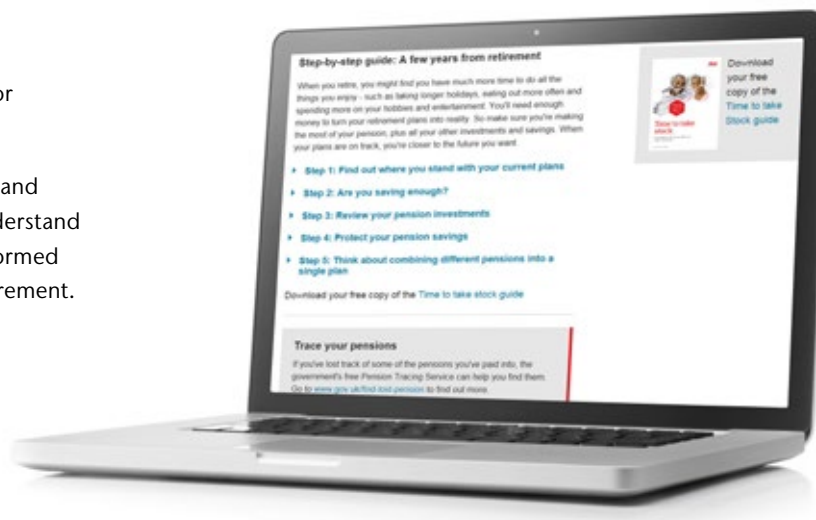 or
and
derstand
ormed
irement.
Step-by-step guide: A few years from retirement
When you retire, you might find you have much more time to do all the
things you enjoy - such as taking longer holidays, eating out more often and
spending more on your hobbies and entertainment. You'll need enough
money to turn your retirement plans into reality. So make sure you're making
the most of your pension, plus all your other investments and savings. When
your plans are on track, you're closer to the future you want.
Step 1: Find out where you stand with your current plans
Step 2: Are you saving enough?
Step 3: Review your pension investments
Step 4: Protect your pension savings
Step 5: Think about combining different pensions into a
single plan
Download your free copy of the Time to take stock guide
Trace your pensions
If you've lost track of some of the pensions you've paid into, the
government's free Pension Tracing Service can help you find them.
Go to www.gov.uk/find-lost-pension to find out more.
Time to take
stock
Download
your free
copy of the
Time to take
Stock guide